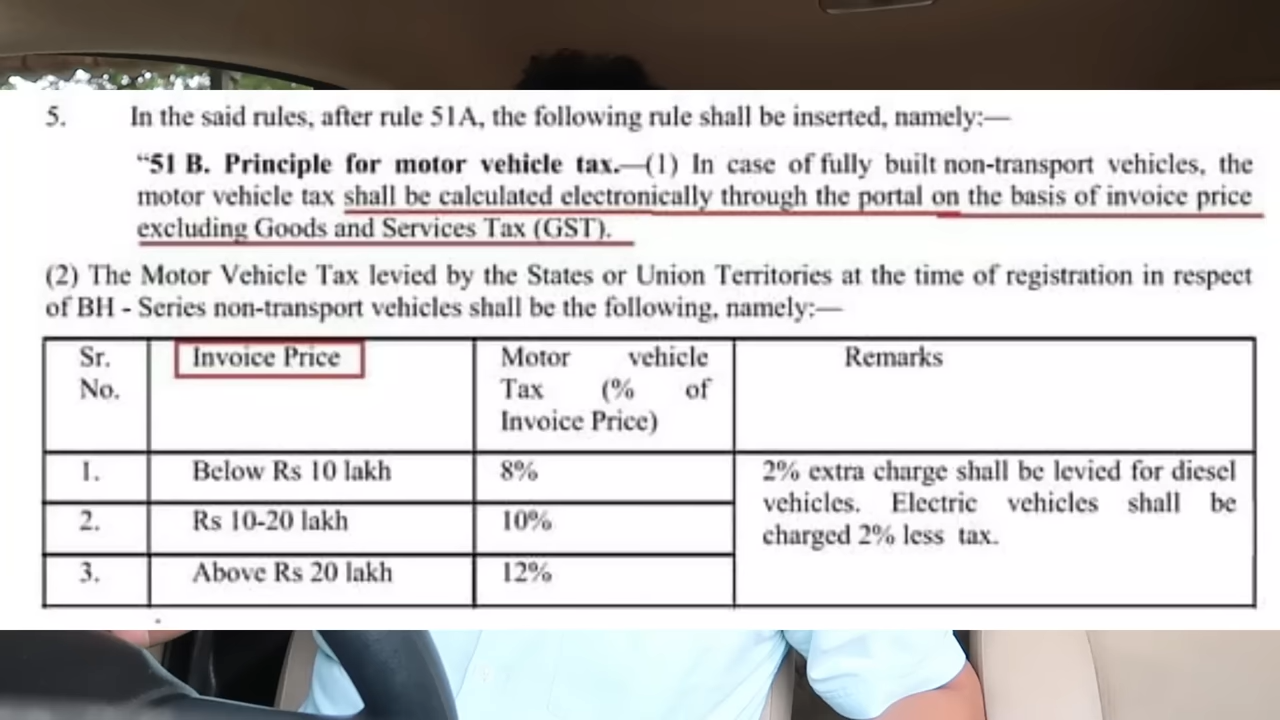 5. In the said rules, after rule 51A, the following rule shall be inserted, namely:—
“51 B. Principle for motor vehicle tax.—(1) In case of fully built non-transport vehicles, the
motor vehicle tax shall be calculated electronically through the portal on the basis of invoice price
excluding Goods and Services Tax (GST).
(2) The Motor Vehicle Tax levied by the States or Union Territories at the time of registration in respect
of BH - Series non-transport vehicles shall be the following, namely:—
Sr. No.
Invoice Price
Motor vehicle
Tax (% of
Invoice Price)
Remarks
1. Below Rs 10 lakh 8%
2. Rs 10-20 lakh 10%
3. Above Rs 20 lakh 12%
2% extra charge shall be levied for diesel
vehicles. Electric vehicles shall be
charged 2% less tax.